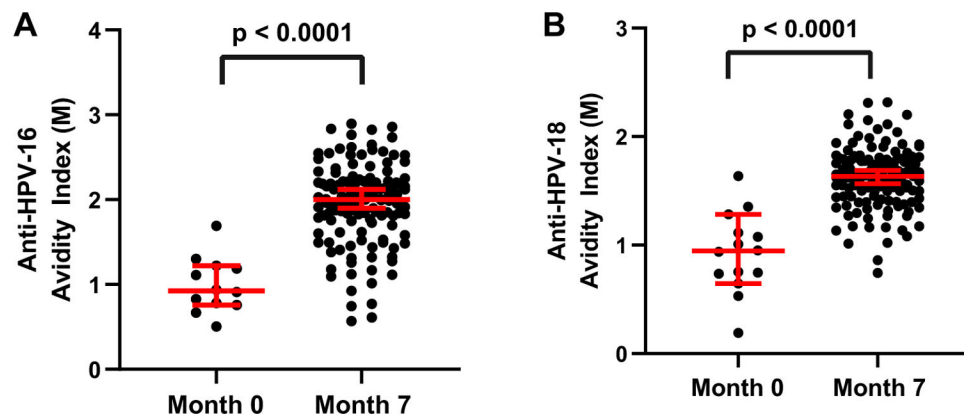 A
p < 0.0001
Anti-HPV-16
Avidity Index (M)
4
3
2
1
0
Month 0
Month 7
B
p < 0.0001
Anti-HPV-18
Avidity Index (M)
3
2
1
0
Month 0
Month 7